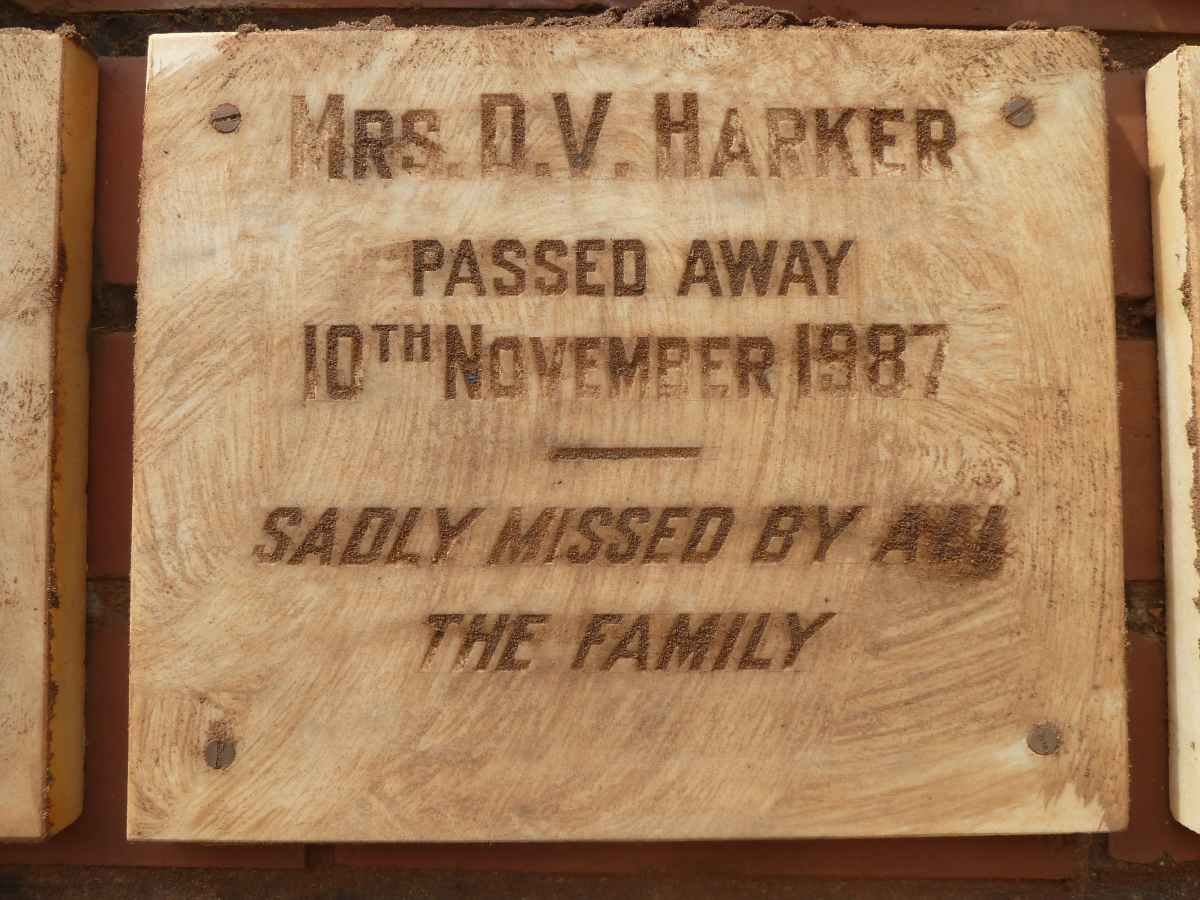 Mrs. D.V. Harker
PASSED AWAY
10TH November 1987
SADLY MISSED BY ALL
THE FAMILY